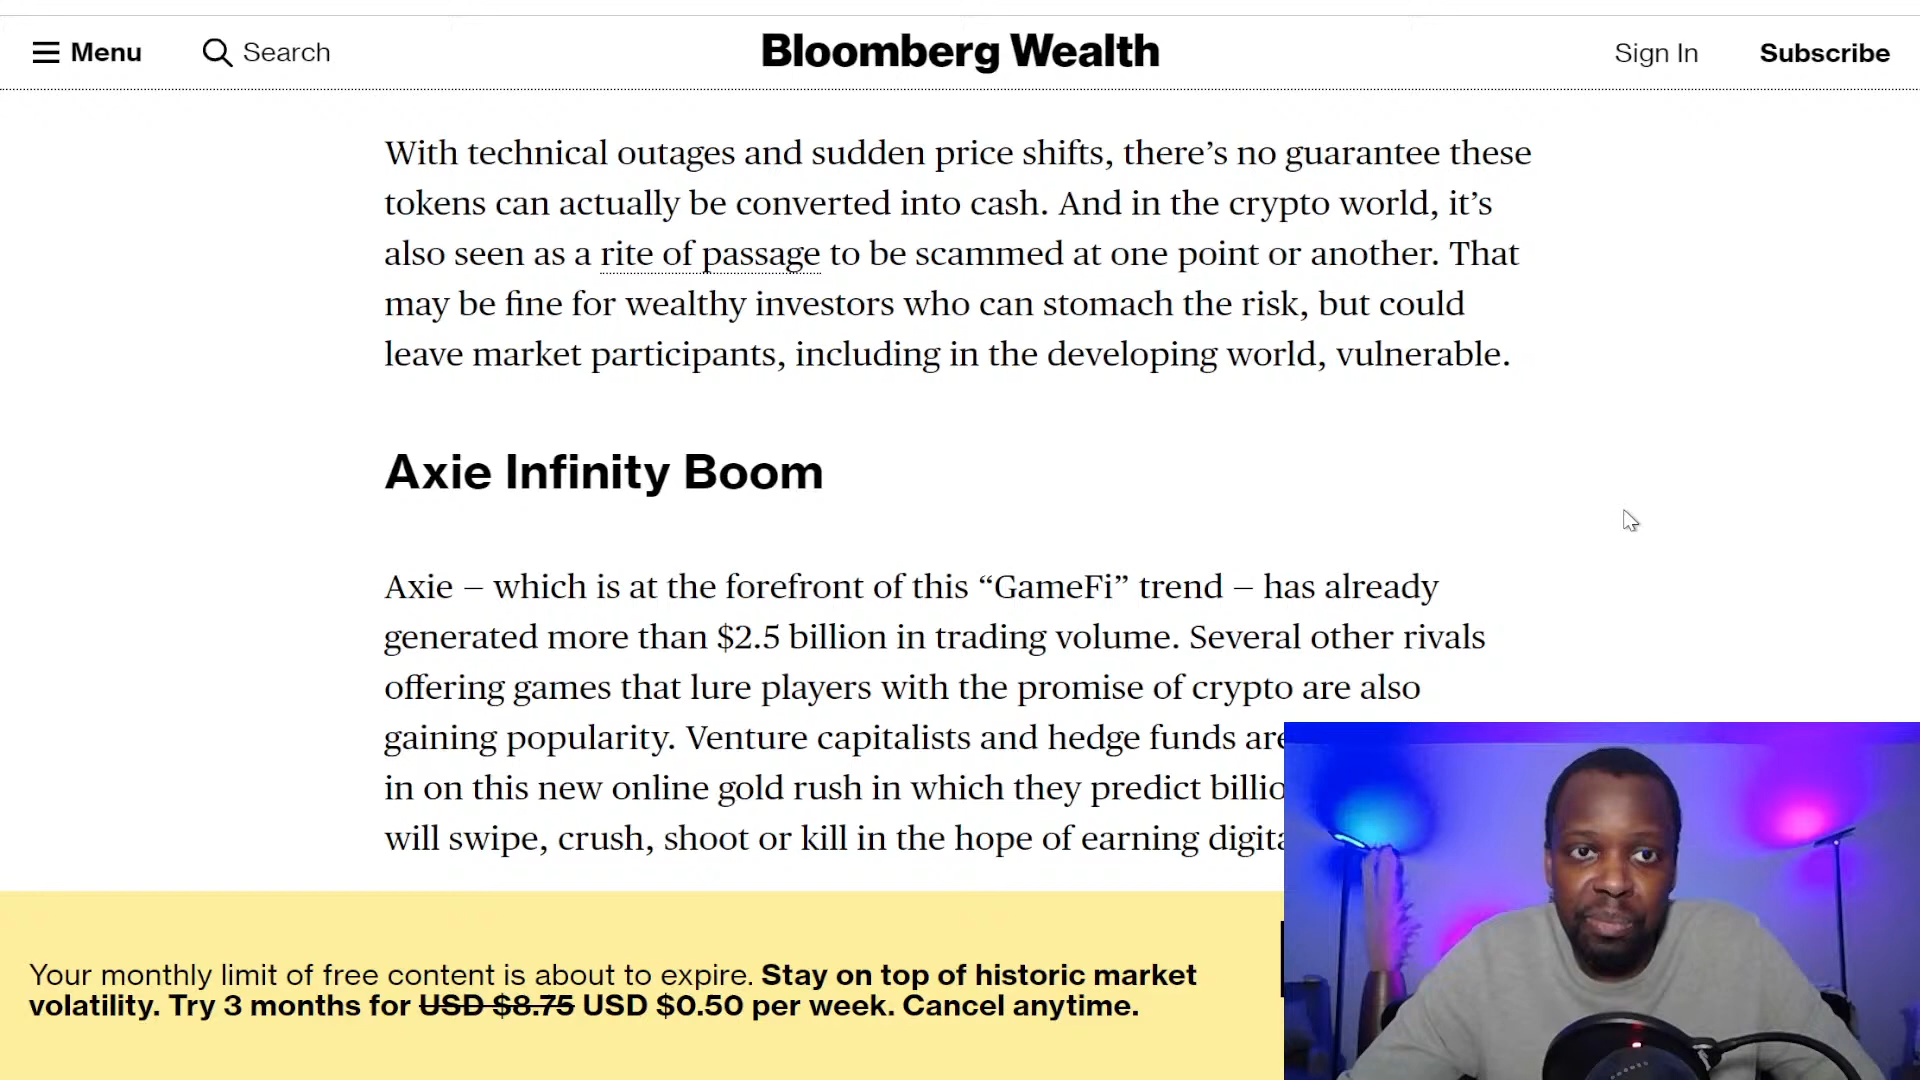 Menu
Search
Bloomberg Wealth
Sign In
Subscribe
With technical outages and sudden price shifts, there’s no guarantee these
tokens can actually be converted into cash. And in the crypto world, it’s
also seen as a rite of passage to be scammed at one point or another. That
may be fine for wealthy investors who can stomach the risk, but could
leave market participants, including in the developing world, vulnerable.
Axie Infinity Boom
Axie – which is at the forefront of this “GameFi” trend – has already
generated more than $2.5 billion in trading volume. Several other rivals
offering games that lure players with the promise of crypto are also
gaining popularity. Venture capitalists and hedge funds are
in on this new online gold rush in which they predict
will swipe, crush, shoot or kill in the hope of earning
Your monthly limit of free content is about to expire. Stay on top of historic market
volatility. Try 3 months for USD $8.75 USD $0.50 per week. Cancel anytime.